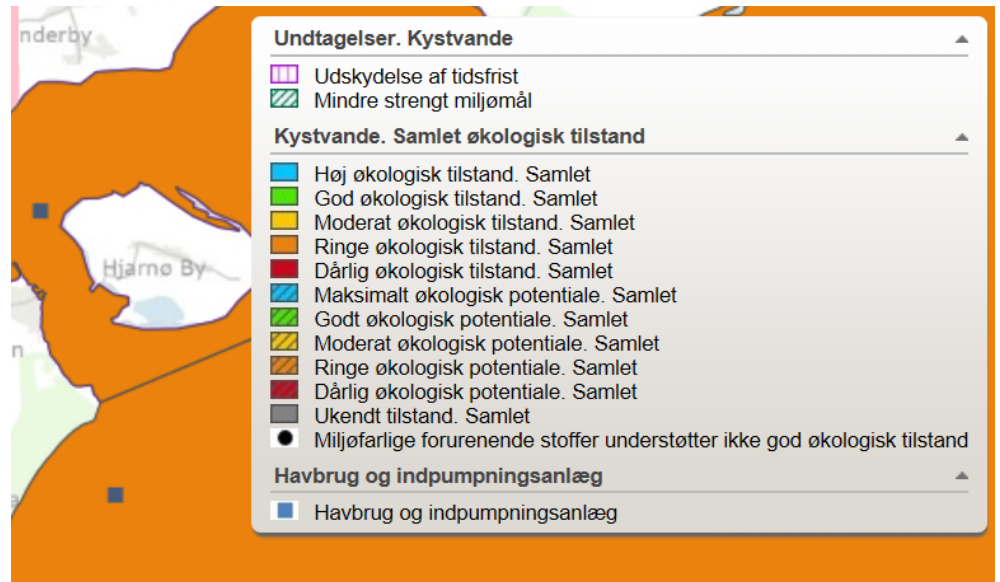 nderby
Hjarnø By
n
Undtagelser. Kystvande
Udskydelse af tidsfrist
Mindre strengt miljømål
Kystvande. Samlet økologisk tilstand
Høj økologisk tilstand. Samlet
God økologisk tilstand. Samlet
Moderat økologisk tilstand. Samlet
Ringe økologisk tilstand. Samlet
Dårlig økologisk tilstand. Samlet
Maksimalt økologisk potentiale. Samlet
Godt økologisk potentiale. Samlet
Moderat økologisk potentiale. Samlet
Ringe økologisk potentiale. Samlet
Dårlig økologisk potentiale. Samlet
Ukendt tilstand. Samlet
Miljøfarlige forurenende stoffer understøtter ikke god økologisk tilstand
Havbrug og indpumpningsanlæg
Havbrug og indpumpningsanlæg